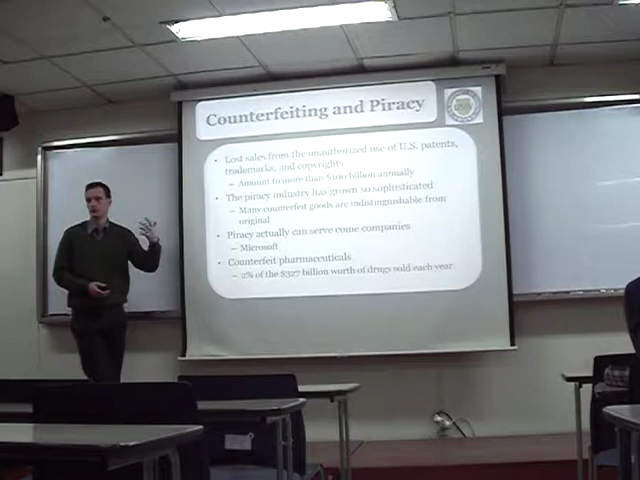 Counterfeiting and Piracy
• Lost sales from the unauthorized use of U.S. patents,
trademarks, and copyrights
– Amount to more than $100 billion annually
• The piracy industry has grown so sophisticated
– Many counterfeit goods are indistinguishable from
original
• Piracy actually can serve come companies
– Microsoft
• Counterfeit pharmaceuticals
– 2% of the $327 billion worth of drugs sold each year